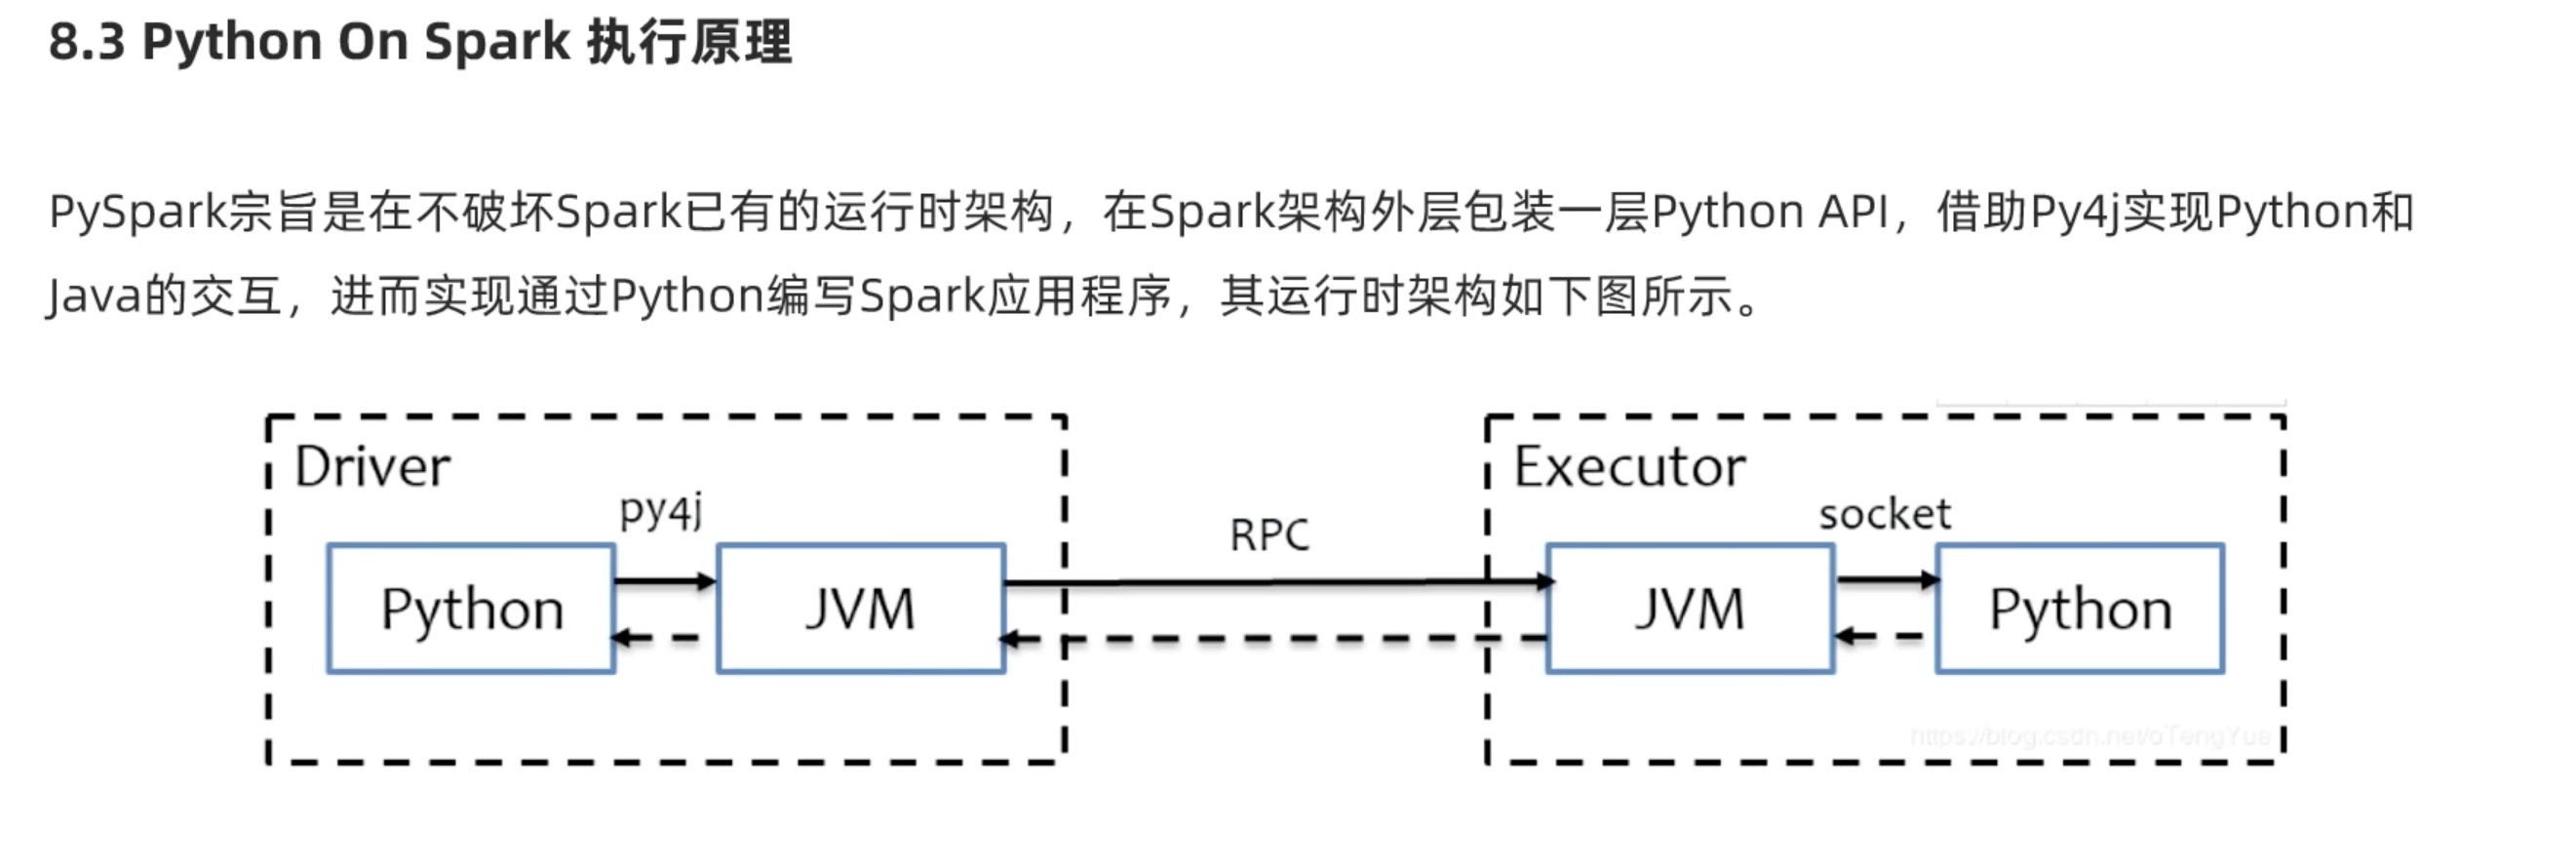 8.3 Python On Spark 执行原理
PySpark宗旨是在不破坏Spark已有的运行时架构，在Spark架构外层包装一层Python API，借助Py4j实现Python和
Java的交互，进而实现通过Python编写Spark应用程序，其运行时架构如下图所示。
Driver
Executor
py4j
RPC
socket
Python
JVM
JVM
Python
https://blog.csdn.net/oTengYue